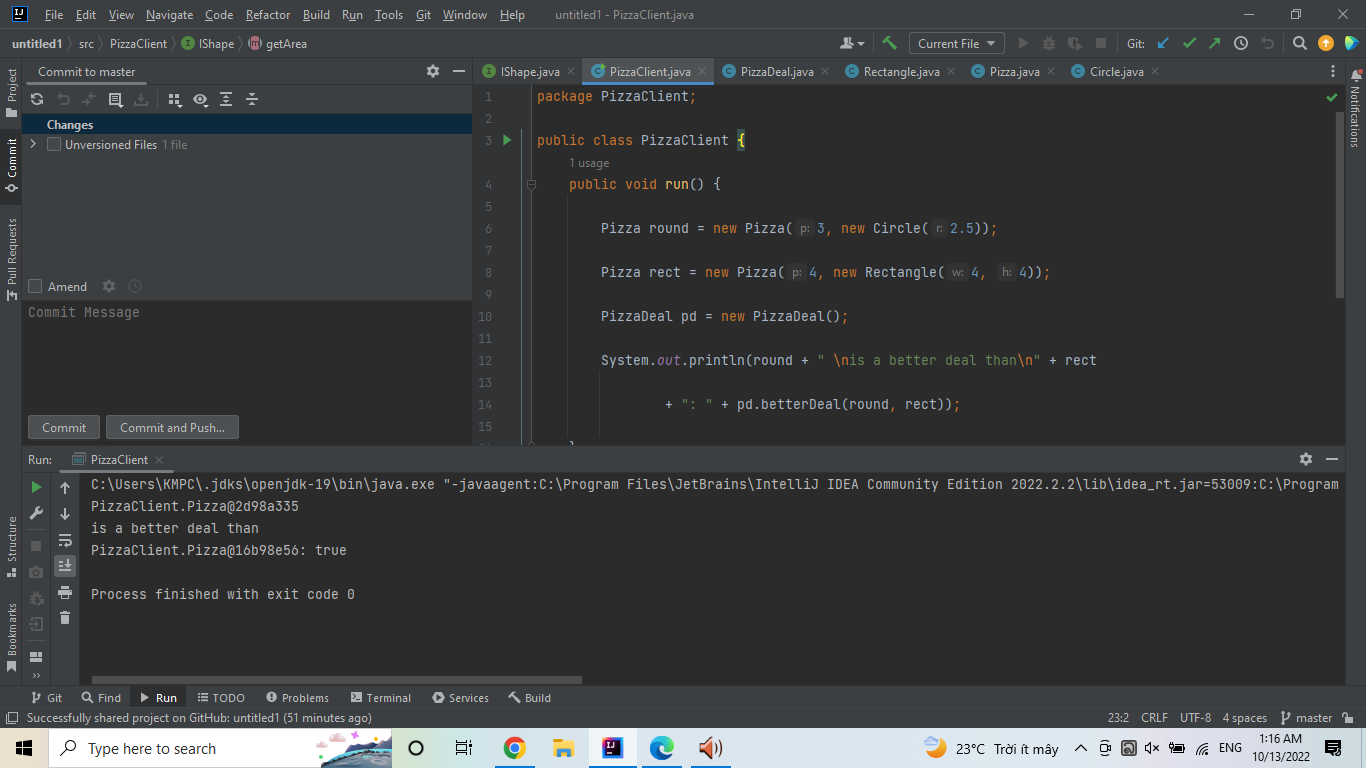 File Edit View Navigate Code Refactor Build Run Tools Git Window Help untitled1 - PizzaClient.java
untitled1 src PizzaClient IShape getArea Current File Git:
Project
Commit
Pull Requests
Structure
Bookmarks
Commit to master
Changes
Unversioned Files 1 file
Amend
Commit Message
Commit Commit and Push...
IShape.java PizzaClient.java PizzaDeal.java Rectangle.java Pizza.java Circle.java
1 package PizzaClient;
2
3 public class PizzaClient {
1 usage
4 public void run() {
5
6 Pizza round = new Pizza( p: 3, new Circle( r: 2.5));
7
8 Pizza rect = new Pizza( p: 4, new Rectangle( w: 4, h: 4));
9
10 PizzaDeal pd = new PizzaDeal();
11
12 System.out.println(round + " \nis a better deal than\n" + rect
13
14 + ": " + pd.betterDeal(round, rect));
15
Notifications
Run: PizzaClient
C:\Users\KMPC\.jdks\openjdk-19\bin\java.exe "-javaagent:C:\Program Files\JetBrains\IntelliJ IDEA Community Edition 2022.2.2\lib\idea_rt.jar=53009:C:\Program
PizzaClient.Pizza@2d98a335
is a better deal than
PizzaClient.Pizza@16b98e56: true
Process finished with exit code 0
Git Find Run TODO Problems Terminal Services Build
Successfully shared project on GitHub: untitled1 (51 minutes ago) 23:2 CRLF UTF-8 4 spaces master
Type here to search 23°C Trời ít mây ENG 1:16 AM
10/13/2022